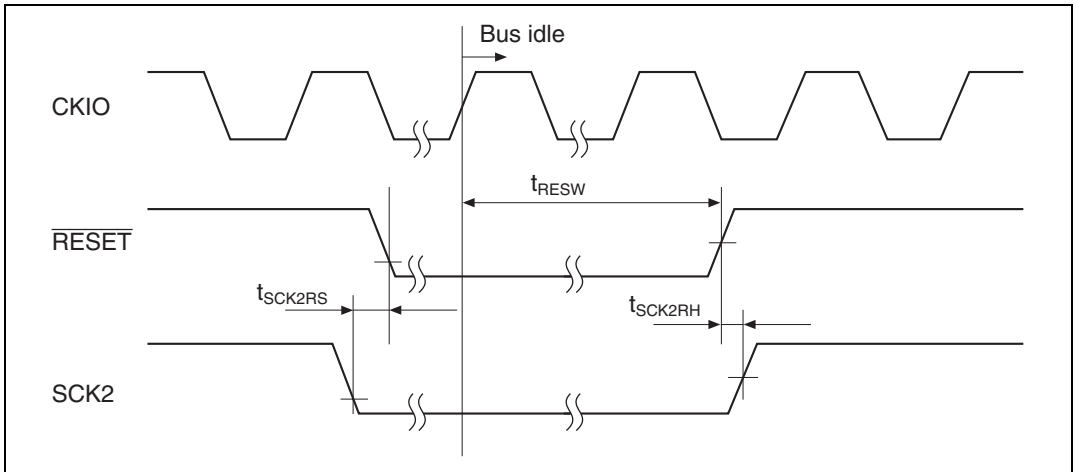 Bus idle
CKIO
tRESW
RESET
tSCK2RS
tSCK2RH
SCK2